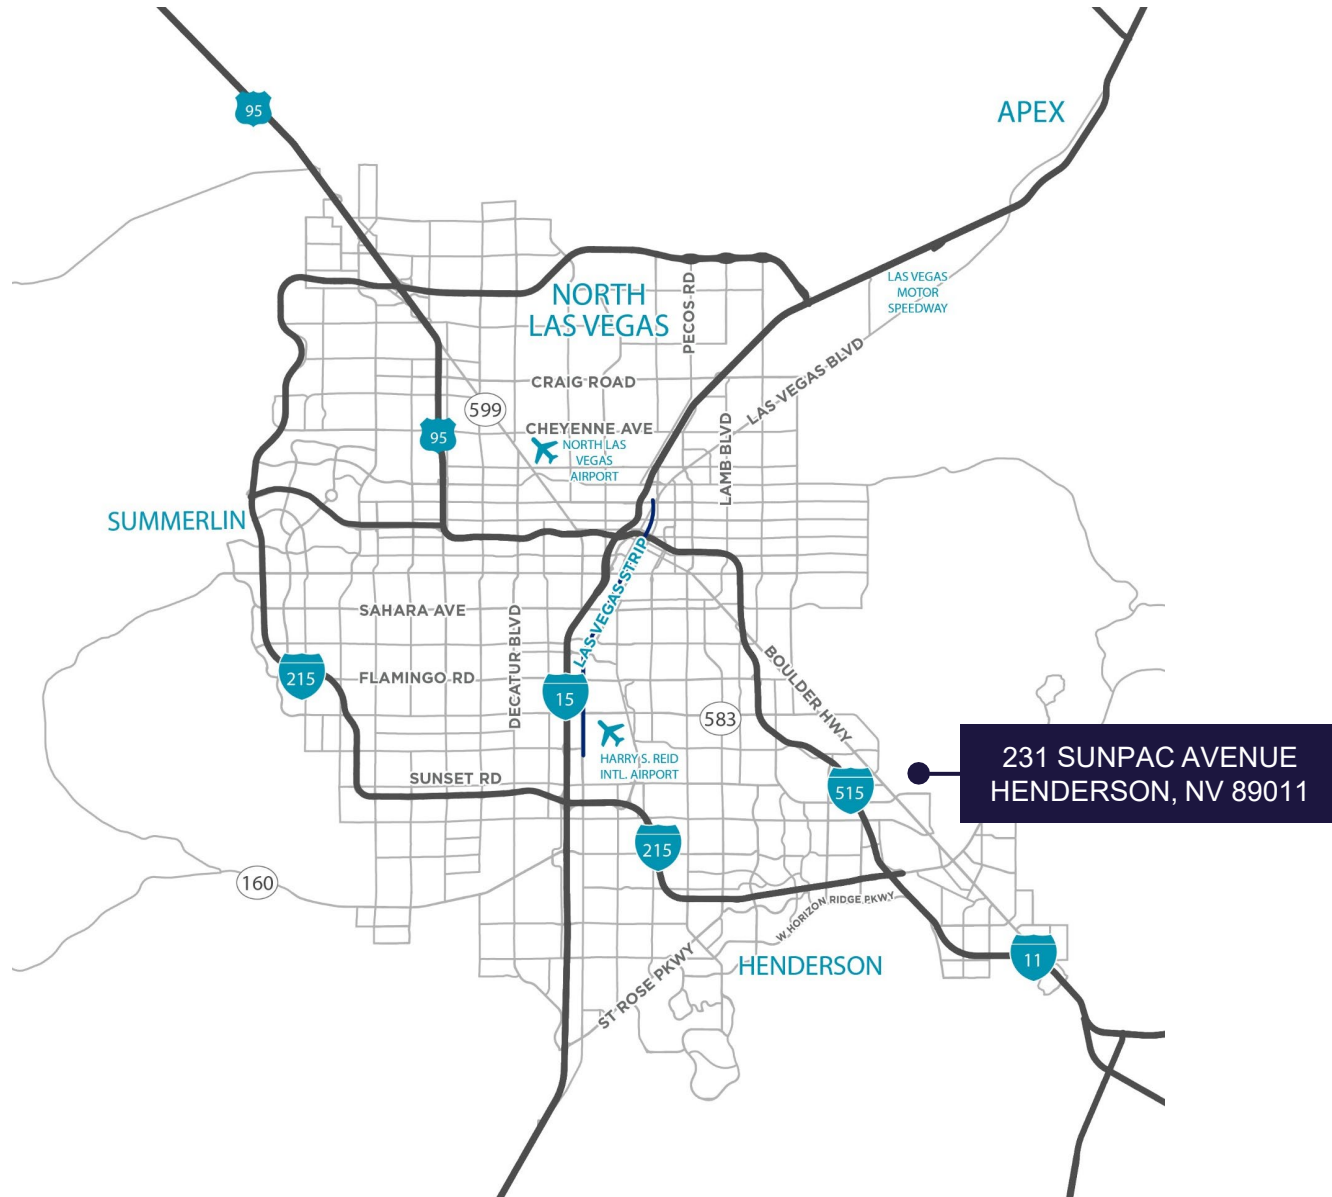 95
APEX
LAS VEGAS
MOTOR
SPEEDWAY
NORTH
LAS VEGAS
PECOS RD
CRAIG ROAD
LAS VEGAS BLVD
599
CHEYENNE AVE
95
NORTH LAS
VEGAS
AIRPORT
LAMB BLVD
SUMMERLIN
LAS VEGAS STRIP
SAHARA AVE
DECATUR BLVD
FLAMINGO RD
215
15
BOULDER HWY
583
HARRY S. REID
INTL. AIRPORT
SUNSET RD
515
231 SUNPAC AVENUE
HENDERSON, NV 89011
215
160
W HORIZON RIDGE PKWY
HENDERSON
11
ST ROSE PKWY